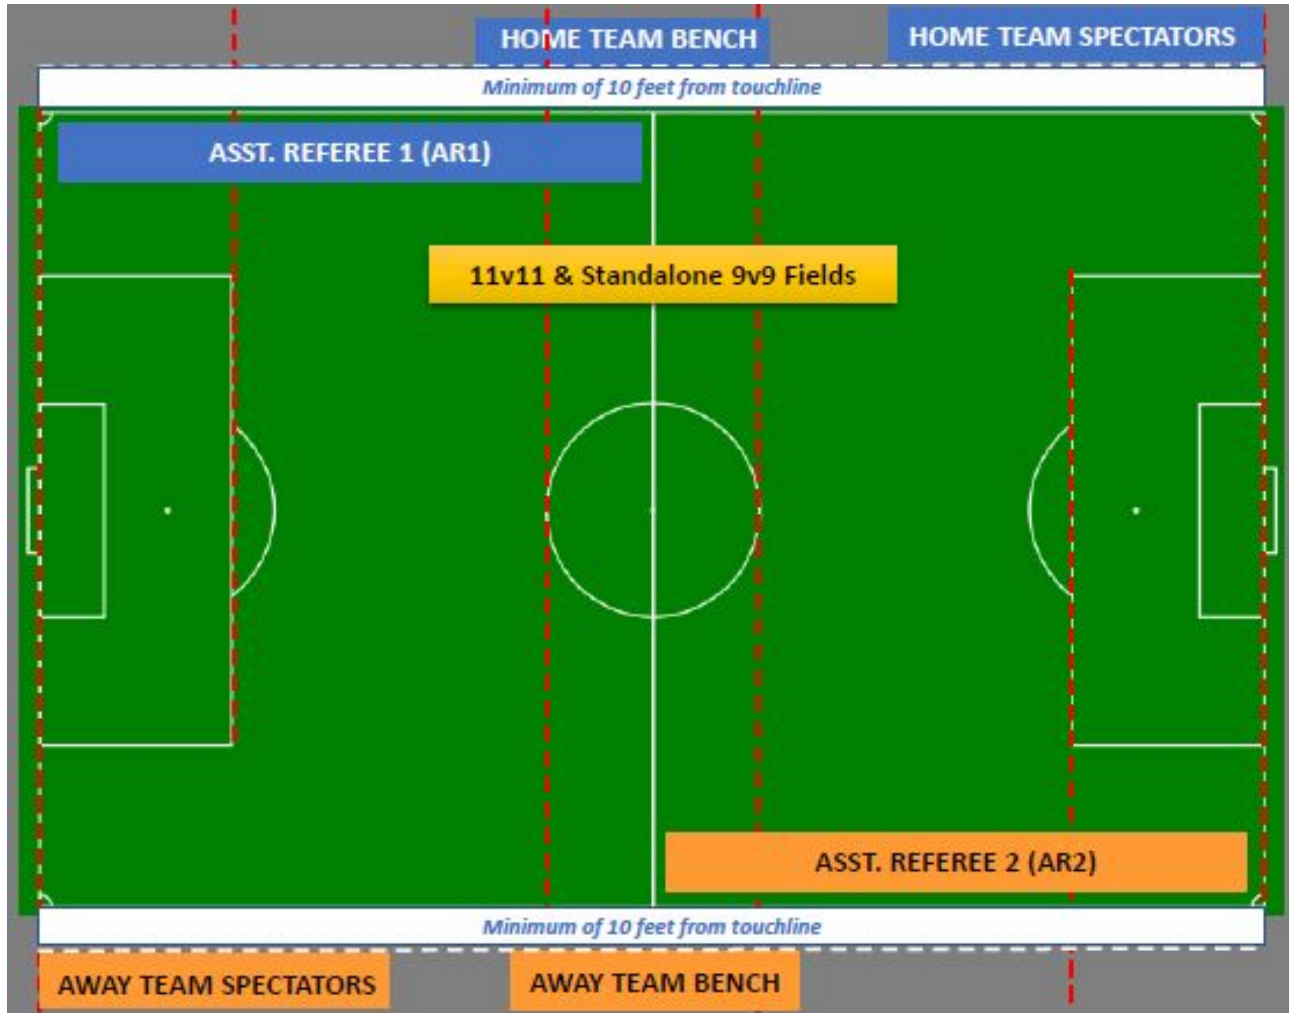 HOME TEAM BENCH
HOME TEAM SPECTATORS
Minimum of 10 feet from touchline
ASST. REFEREE 1 (AR1)
11v11 & Standalone 9v9 Fields
ASST. REFEREE 2 (AR2)
Minimum of 10 feet from touchline
AWAY TEAM SPECTATORS
AWAY TEAM BENCH